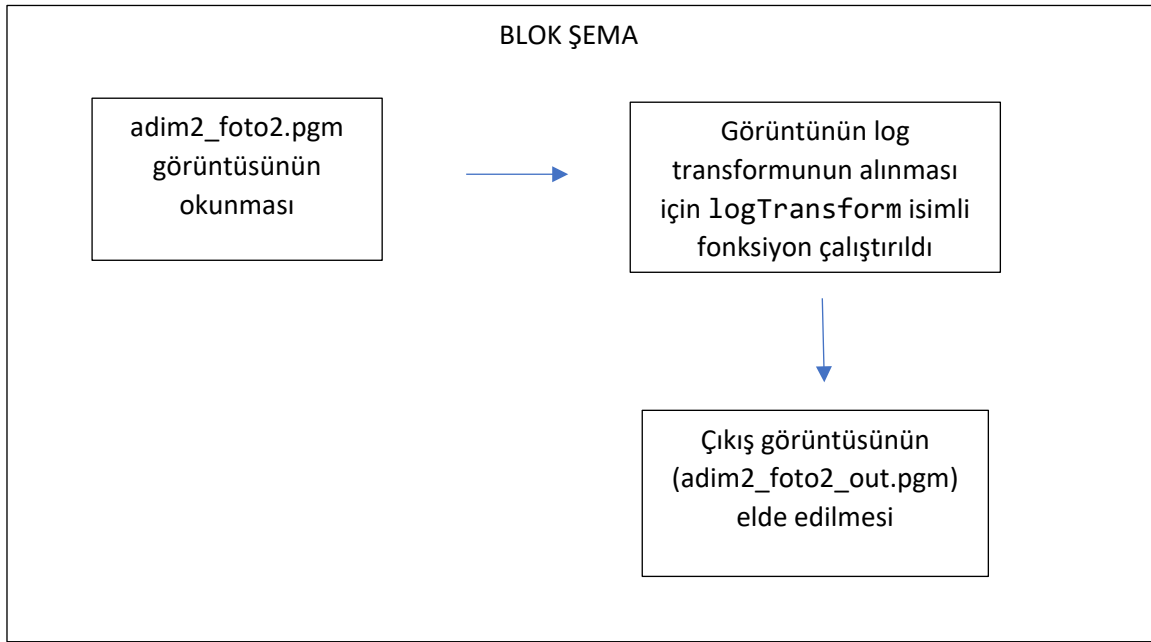 BLOK ŞEMA
adim2_foto2.pgm
görüntüsünün
okunması
Görüntünün log
transformunun alınması
için logTransform isimli
fonksiyon çalıştırıldı
Çıkış görüntüsünün
(adim2_foto2_out.pgm)
elde edilmesi